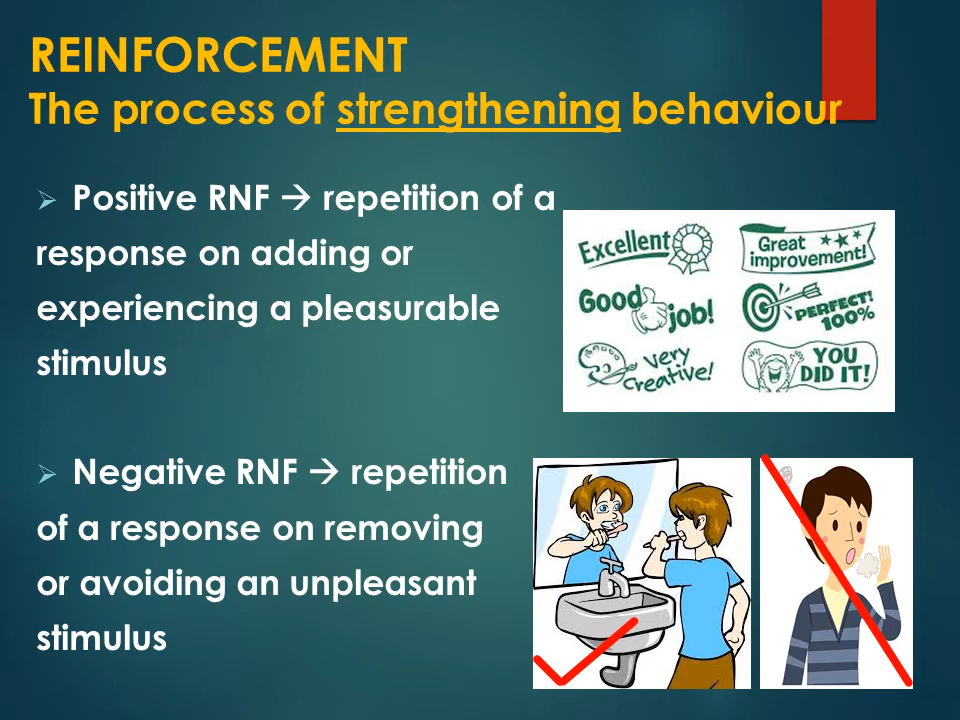 REINFORCEMENT
The process of strengthening behaviour
➢ Positive RNF → repetition of a
response on adding or
experiencing a pleasurable
stimulus
Excellent
Great
improvement!
Good
job!
PERFECT!
100%
very
Creative!
YOU
DID IT!
➢ Negative RNF → repetition
of a response on removing
or avoiding an unpleasant
stimulus